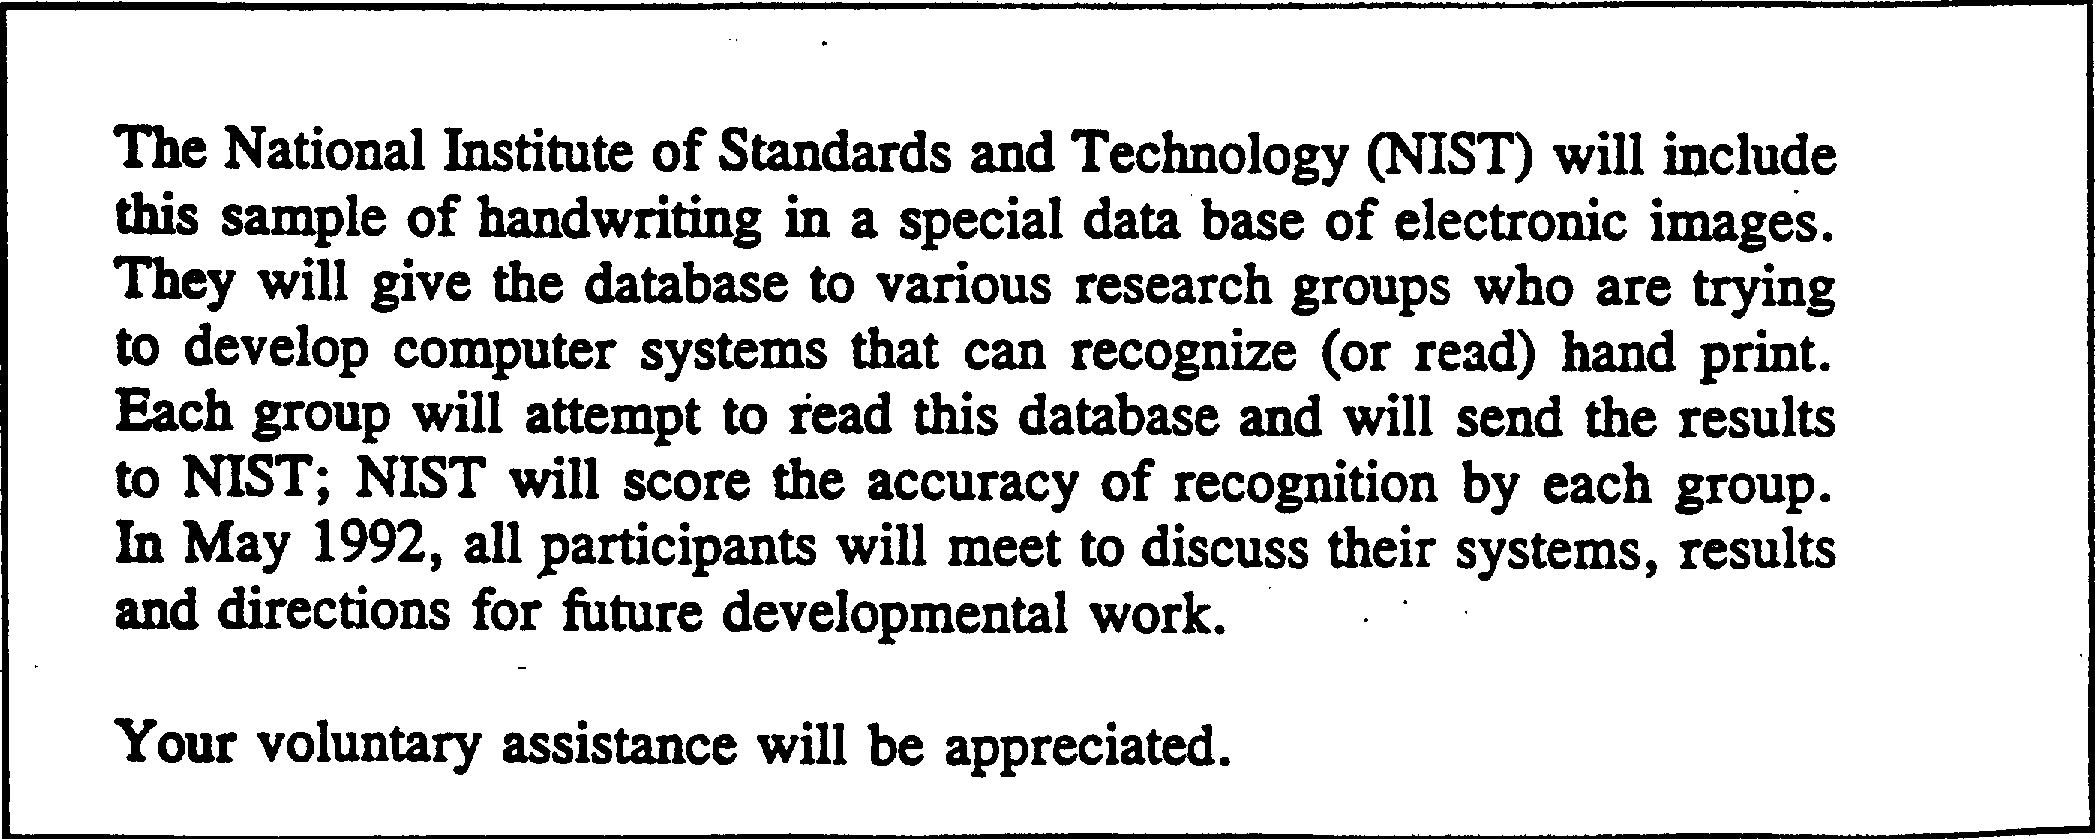 The National Institute of Standards and Technology (NIST) will include
this sample of handwriting in a special data base of electronic images.
They will give the database to various research groups who are trying
to develop computer systems that can recognize (or read) hand print.
Each group will attempt to read this database and will send the results
to NIST; NIST will score the accuracy of recognition by each group.
In May 1992, all participants will meet to discuss their systems, results
and directions for future developmental work.
Your voluntary assistance will be appreciated.